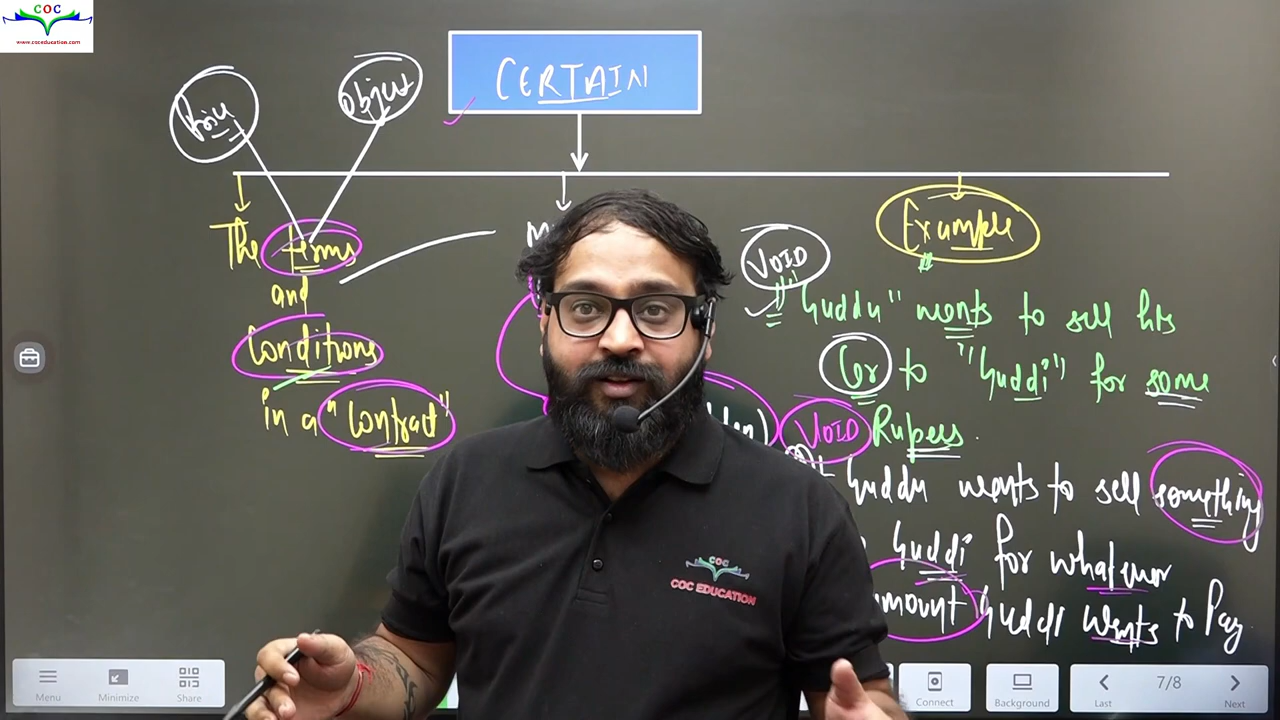 COC
www.coceducation.com
CERTAIN
Price
Object
The terms
and
Conditions
in a "Contract"
Example
VOID
"Guddu" wants to sell his
Car to "Guddi" for some
VOID Rupees.
Guddu wants to sell something
Guddi for whatever
amount Guddi wants to Pay
COC
COC EDUCATION
Menu
Minimize
Share
Connect
Background
Last
7/8
Next